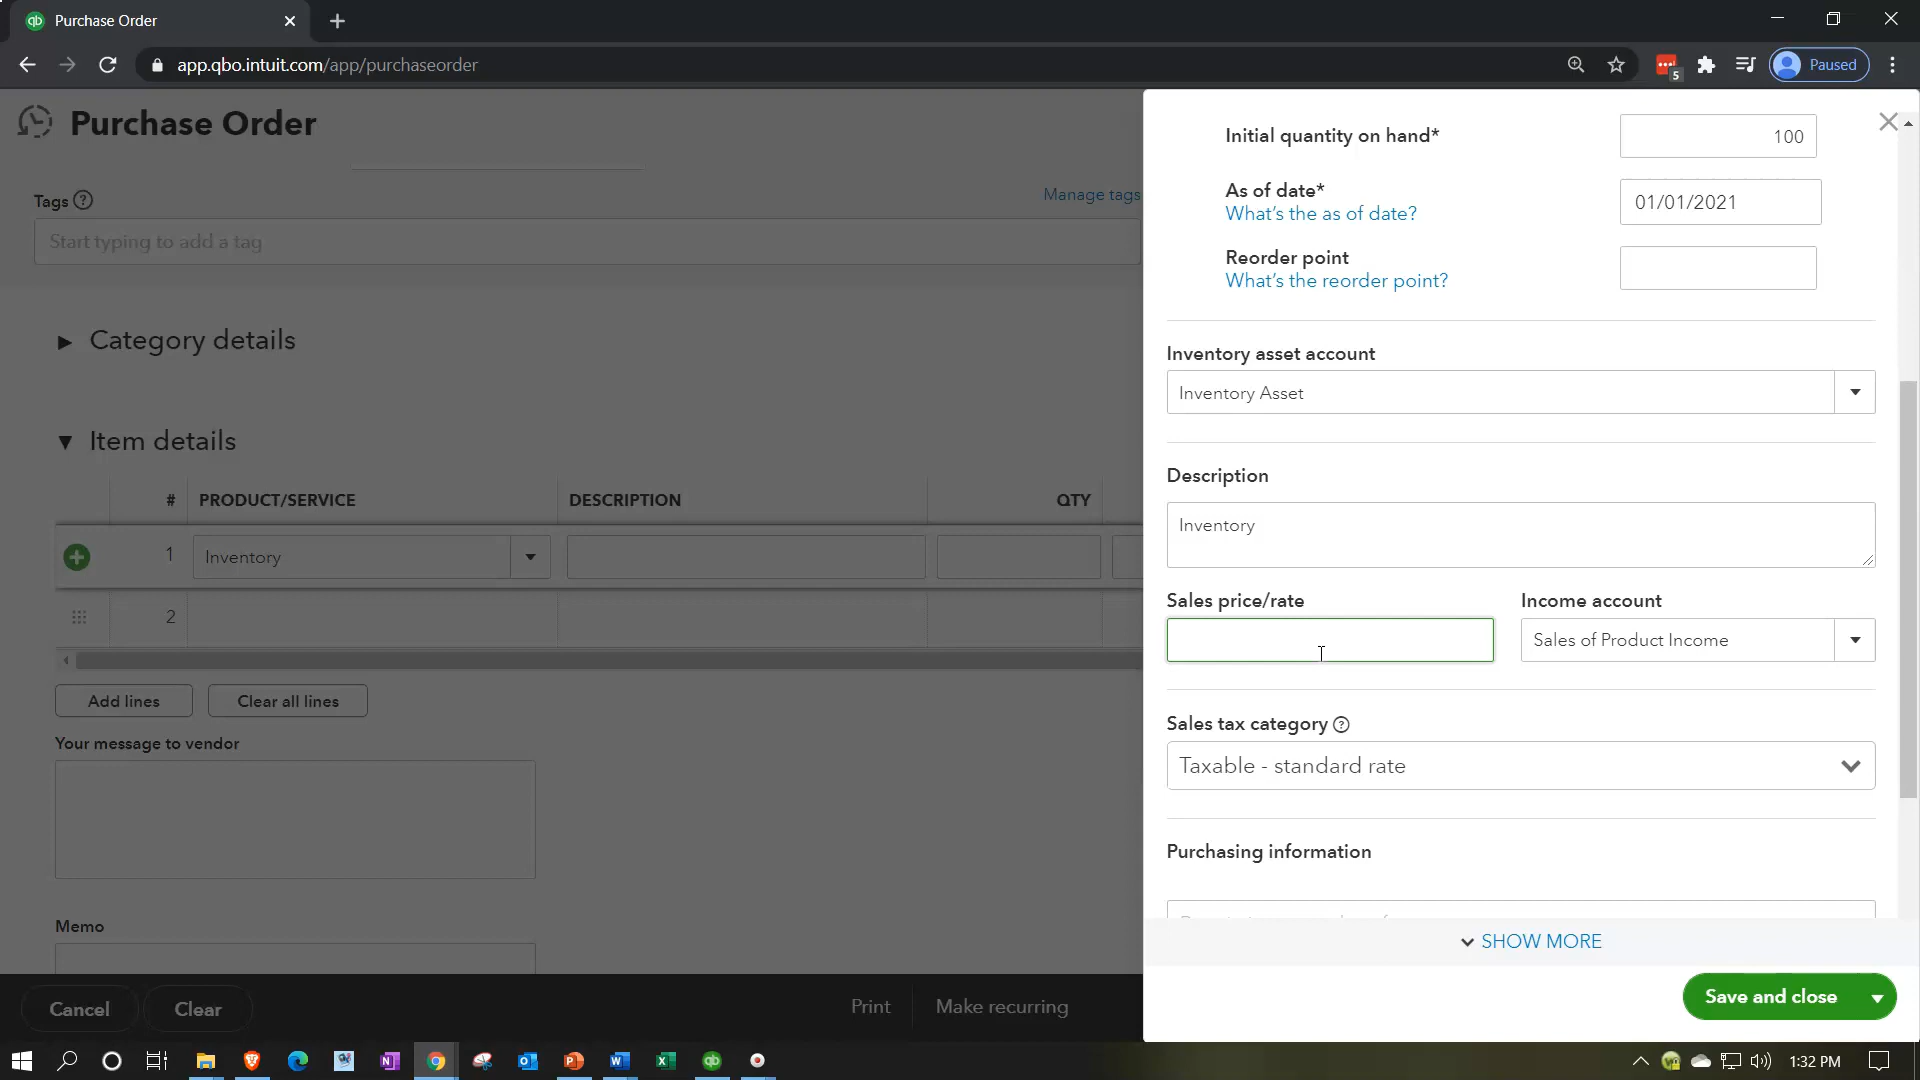 Purchase Order
app.qbo.intuit.com/app/purchaseorder
5
Paused
Purchase Order
Tags
Manage tags
Start typing to add a tag
Category details
Item details
# PRODUCT/SERVICE DESCRIPTION QTY
1 Inventory
2
Add lines Clear all lines
Your message to vendor
Memo
Cancel Clear Print Make recurring
Initial quantity on hand* 100
As of date* 01/01/2021
What's the as of date?
Reorder point
What's the reorder point?
Inventory asset account
Inventory Asset
Description
Inventory
Sales price/rate Income account
Sales of Product Income
Sales tax category
Taxable - standard rate
Purchasing information
SHOW MORE
Save and close
1:32 PM